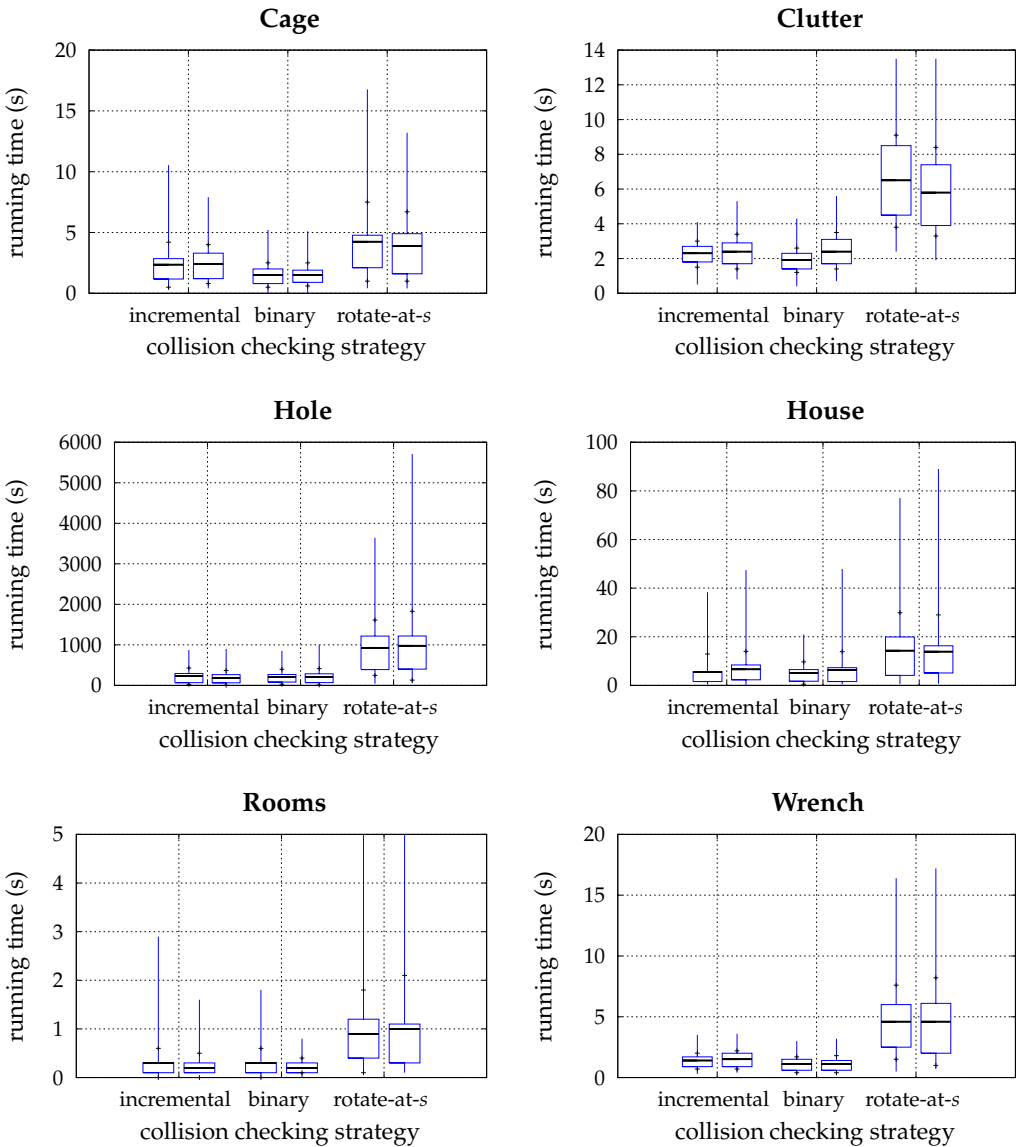 Cage
20
15
10
5
0
running time (s)
incremental binary rotate-at-s
collision checking strategy
Clutter
14
12
10
8
6
4
2
0
running time (s)
incremental binary rotate-at-s
collision checking strategy
Hole
6000
5000
4000
3000
2000
1000
0
running time (s)
incremental binary rotate-at-s
collision checking strategy
House
100
80
60
40
20
0
running time (s)
incremental binary rotate-at-s
collision checking strategy
Rooms
5
4
3
2
1
0
running time (s)
incremental binary rotate-at-s
collision checking strategy
Wrench
20
15
10
5
0
running time (s)
incremental binary rotate-at-s
collision checking strategy